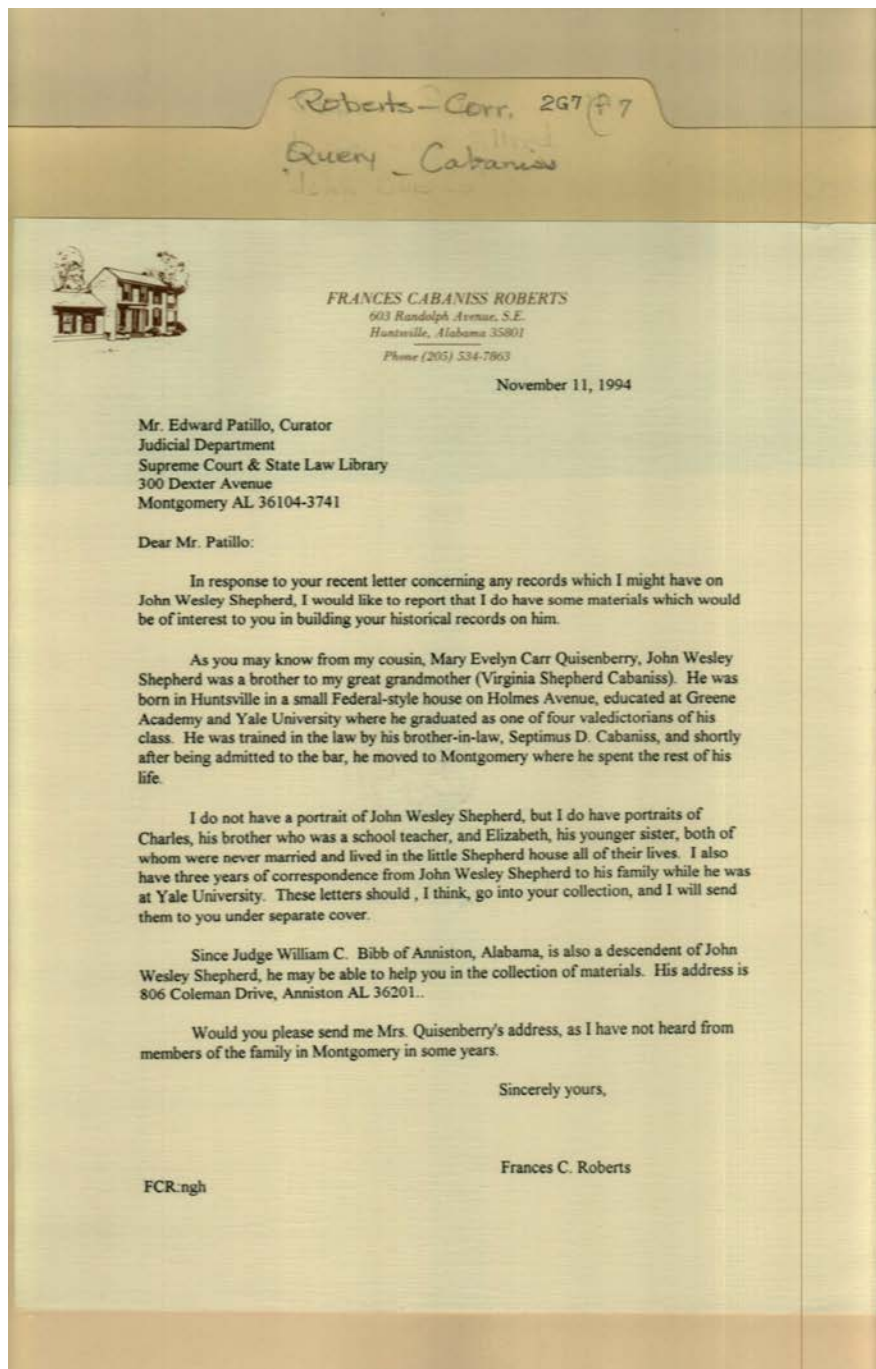 Roberts - Corr. 2G7 f 7
Query - Cabaniss
FRANCES CABANISS ROBERTS
603 Randolph Avenue, S.E.
Huntsville, Alabama 35801
Phone (205) 534-7863
November 11, 1994
Mr. Edward Patillo, Curator
Judicial Department
Supreme Court & State Law Library
300 Dexter Avenue
Montgomery AL 36104-3741
Dear Mr. Patillo:
In response to your recent letter concerning any records which I might have on
John Wesley Shepherd, I would like to report that I do have some materials which would
be of interest to you in building your historical records on him.
As you may know from my cousin, Mary Evelyn Carr Quisenberry, John Wesley
Shepherd was a brother to my great grandmother (Virginia Shepherd Cabaniss). He was
born in Huntsville in a small Federal-style house on Holmes Avenue, educated at Greene
Academy and Yale University where he graduated as one of four valedictorians of his
class. He was trained in the law by his brother-in-law, Septimus D. Cabaniss, and shortly
after being admitted to the bar, he moved to Montgomery where he spent the rest of his
life.
I do not have a portrait of John Wesley Shepherd, but I do have portraits of
Charles, his brother who was a school teacher, and Elizabeth, his younger sister, both of
whom were never married and lived in the little Shepherd house all of their lives. I also
have three years of correspondence from John Wesley Shepherd to his family while he was
at Yale University. These letters should , I think, go into your collection, and I will send
them to you under separate cover.
Since Judge William C. Bibb of Anniston, Alabama, is also a descendent of John
Wesley Shepherd, he may be able to help you in the collection of materials. His address is
806 Coleman Drive, Anniston AL 36201..
Would you please send me Mrs. Quisenberry's address, as I have not heard from
members of the family in Montgomery in some years.
Sincerely yours,
Frances C. Roberts
FCR:ngh